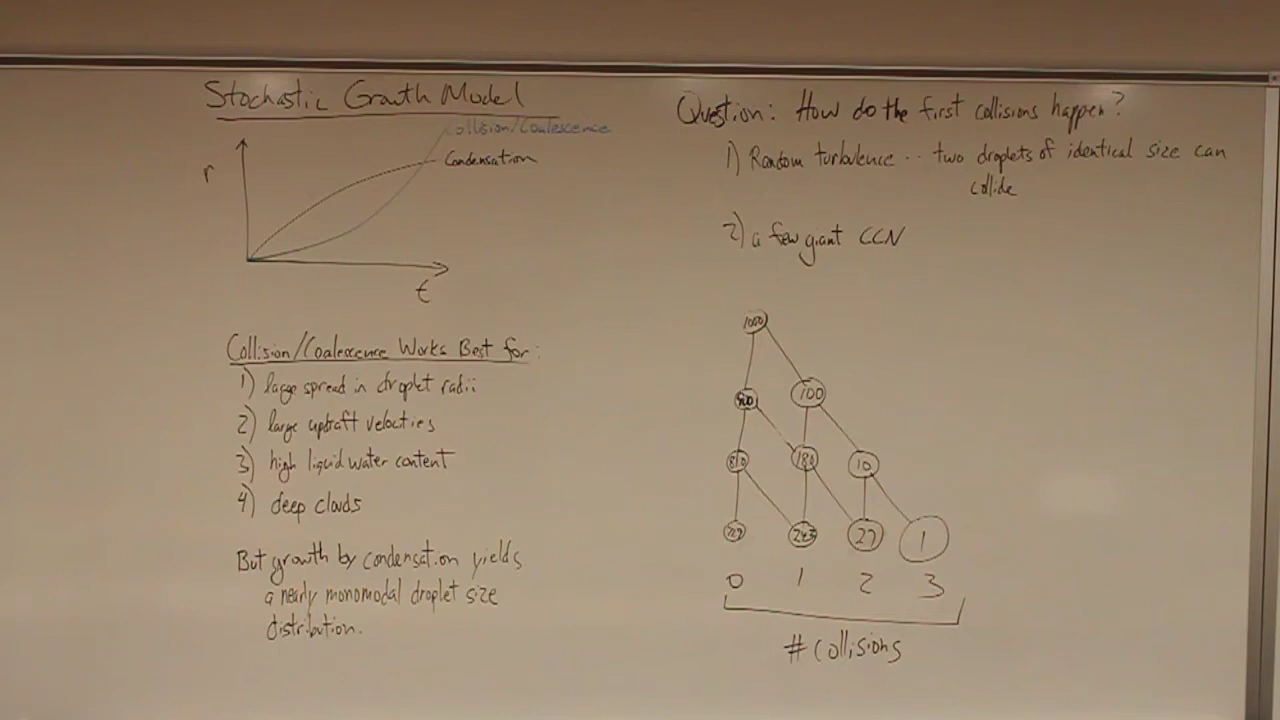 Stochastic Growth Model
Collision/Coalescence
Condensation
r
t
Collision/Coalescence Works Best for:
1) large spread in droplet radii
2) large updraft velocties
3) high liquid water content
4) deep clouds
But growth by condensation yields
a nearly monomodal droplet size
distribution.
Question: How do the first collisions happen?
1) Random turbulence .. two droplets of identical size can
collide
2) a few giant CCN
1000
900 100
810 180 10
729 243 27 1
0 1 2 3
# Collisions